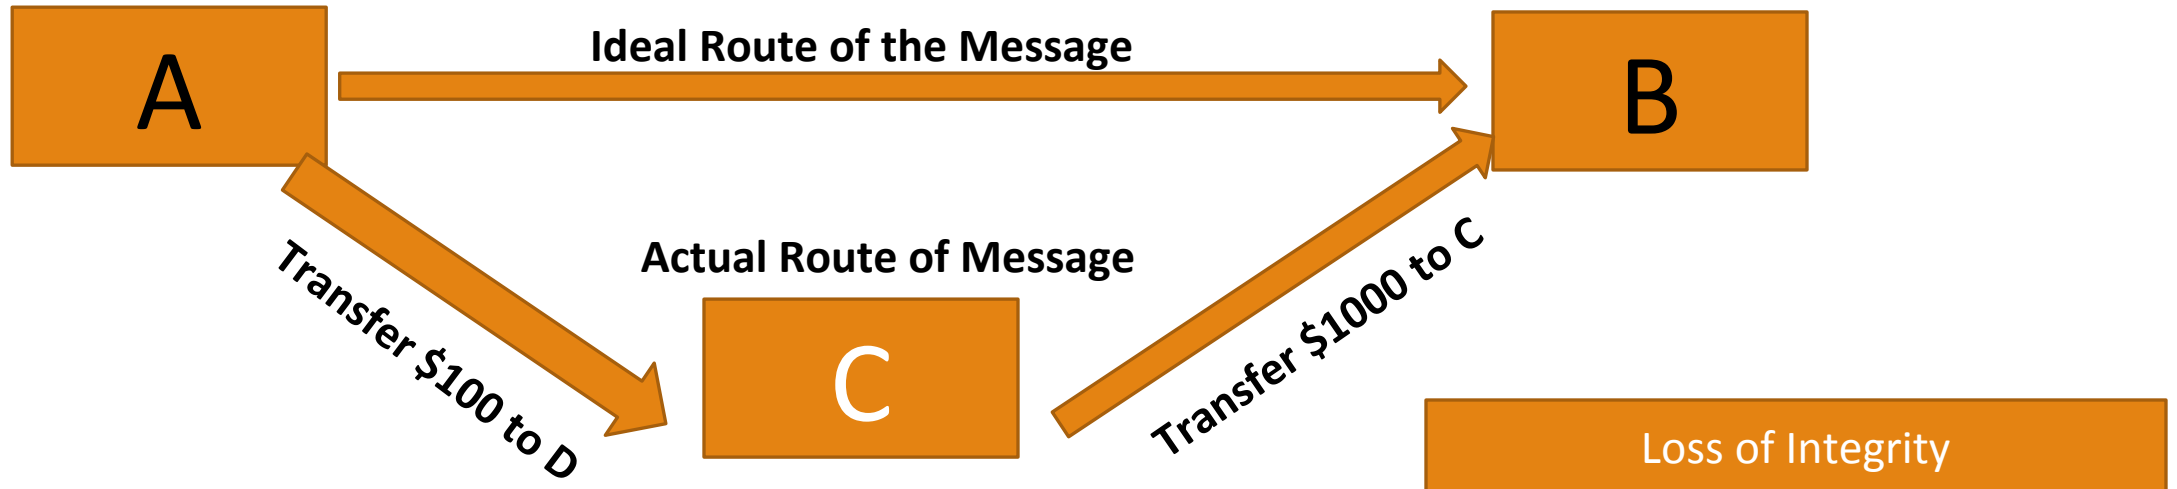 A
Ideal Route of the Message
B
Actual Route of Message
Transfer $100 to D
C
Transfer $1000 to C
Loss of Integrity